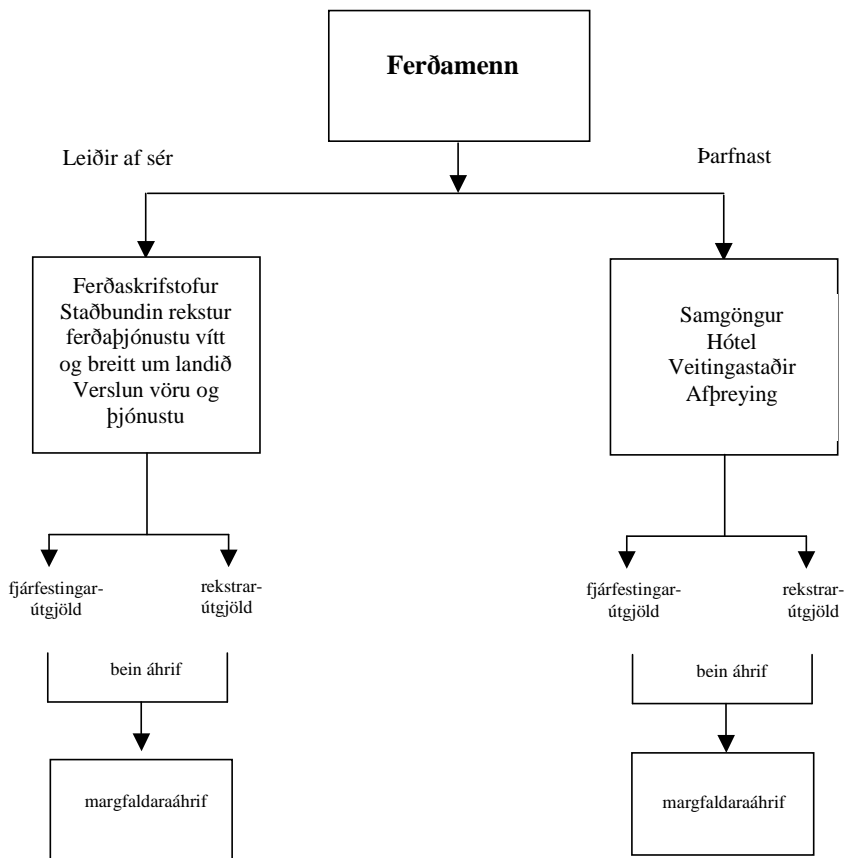 Ferðamenn
Leiðir af sér
Þarfnast
Ferðaskrifstofur
Staðbundin rekstur
ferðaþjónustu vítt
og breitt um landið
Verslun vöru og
þjónustu
Samgöngur
Hótel
Veitingastaðir
Afþreying
fjárfestingar-
útgjöld
rekstrar-
útgjöld
fjárfestingar-
útgjöld
rekstrar-
útgjöld
bein áhrif
bein áhrif
margfaldaraáhrif
margfaldaraáhrif